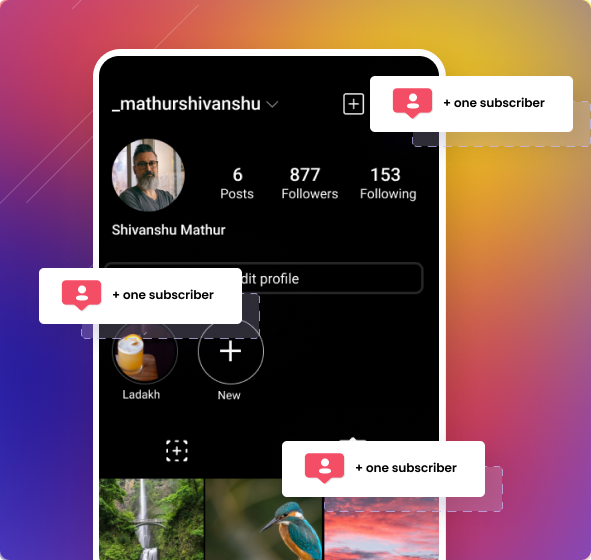 _mathurshivanshu
+ one subscriber
6 877 153
Posts Followers Following
Shivanshu Mathur
dit profile
+ one subscriber
Ladakh New
+ one subscriber